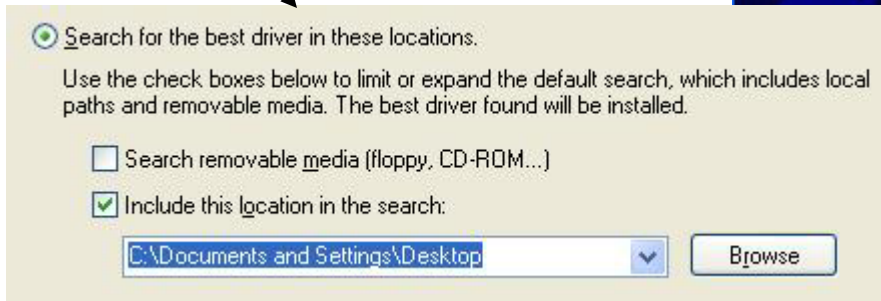 Search for the best driver in these locations.
Use the check boxes below to limit or expand the default search, which includes local
paths and removable media. The best driver found will be installed.
Search removable media (floppy, CD-ROM...)
Include this location in the search:
C:\Documents and Settings\Desktop
Browse